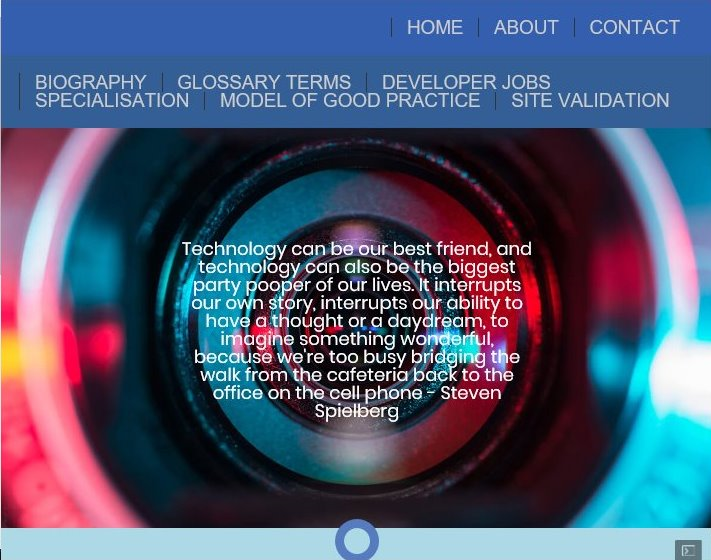 HOME ABOUT CONTACT
BIOGRAPHY GLOSSARY TERMS DEVELOPER JOBS
SPECIALISATION MODEL OF GOOD PRACTICE SITE VALIDATION
Technology can be our best friend, and
technology can also be the biggest
party pooper of our lives. It interrupts
our own story, interrupts our ability to
have a thought or a daydream, to
imagine something wonderful,
because we're too busy bridging the
walk from the cafeteria back to the
office on the cell phone - Steven
Spielberg